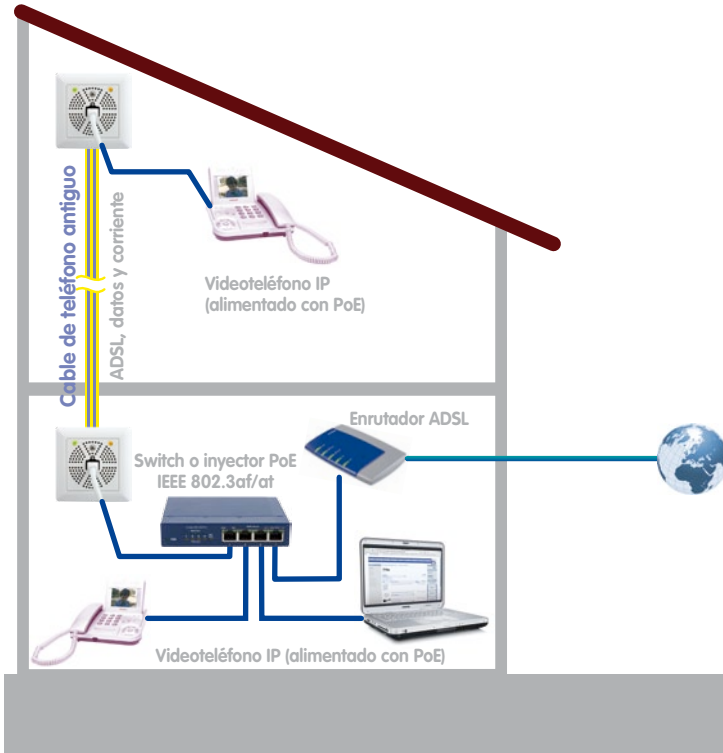 Cable de teléfono antiguo
ADSL, datos y corriente
Videoteléfono IP
(alimentado con PoE)
Enrutador ADSL
Switch o inyector PoE
IEEE 802.3af/at
Videoteléfono IP (alimentado con PoE)